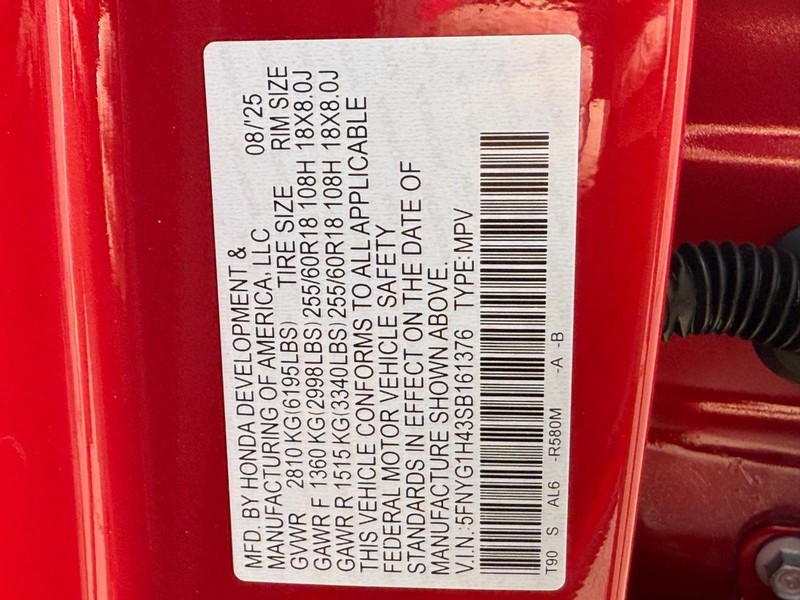 MFD. BY HONDA DEVELOPMENT &
MANUFACTURING OF AMERICA, LLC 08/'25
GVWR 2810 KG(6195LBS) TIRE SIZE RIM SIZE
GAWR F 1360 KG(2998LBS) 255/60R18 108H 18X8.0J
GAWR R 1515 KG(3340LBS) 255/60R18 108H 18X8.0J
THIS VEHICLE CONFORMS TO ALL APPLICABLE
FEDERAL MOTOR VEHICLE SAFETY
STANDARDS IN EFFECT ON THE DATE OF
MANUFACTURE SHOWN ABOVE.
V.I.N.:5FNYG1H43SB161376 TYPE:MPV
T90 S AL6 -R580M -A -B